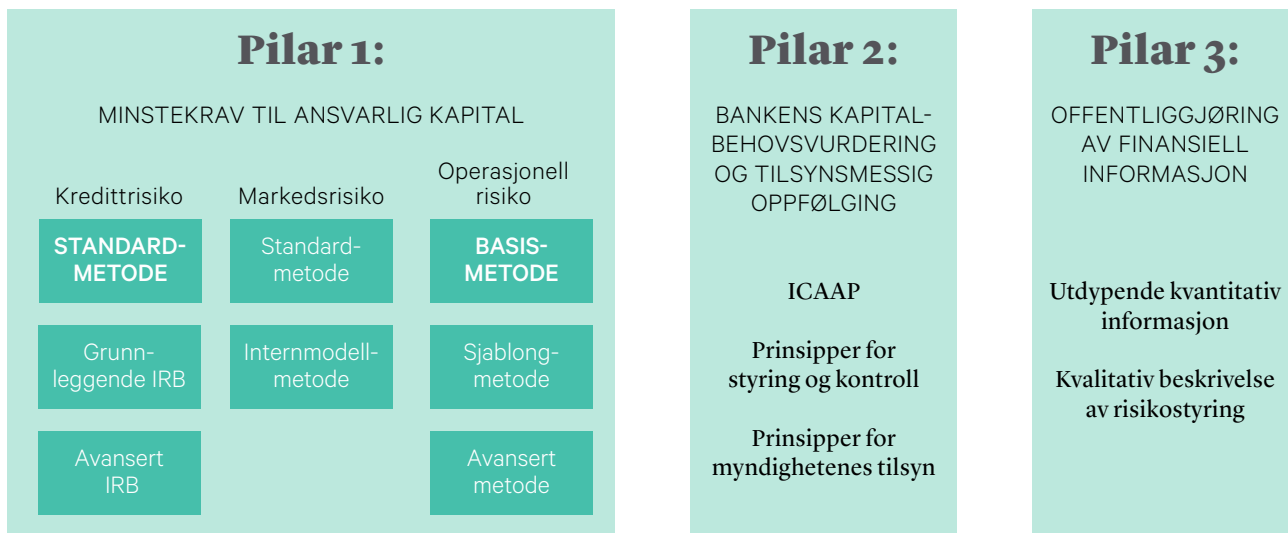 Pilar 1:
MINSTEKRAV TIL ANSVARLIG KAPITAL
Kredittrisiko
STANDARD-
METODE
Grunn-
leggende IRB
Avansert
IRB
Markedsrisiko
Standard-
metode
Internmodell-
metode
Operasjonell
risiko
BASIS-
METODE
Sjablong-
metode
Avansert
metode
Pilar 2:
BANKENS KAPITAL-
BEHOVSVURDERING
OG TILSYNSMESSIG
OPPFØLGING
ICAAP
Prinsipper for
styring og kontroll
Prinsipper for
myndighetenes tilsyn
Pilar 3:
OFFENTLIGGJØRING
AV FINANSIELL
INFORMASJON
Utdypende kvantitativ
informasjon
Kvalitativ beskrivelse
av risikostyring